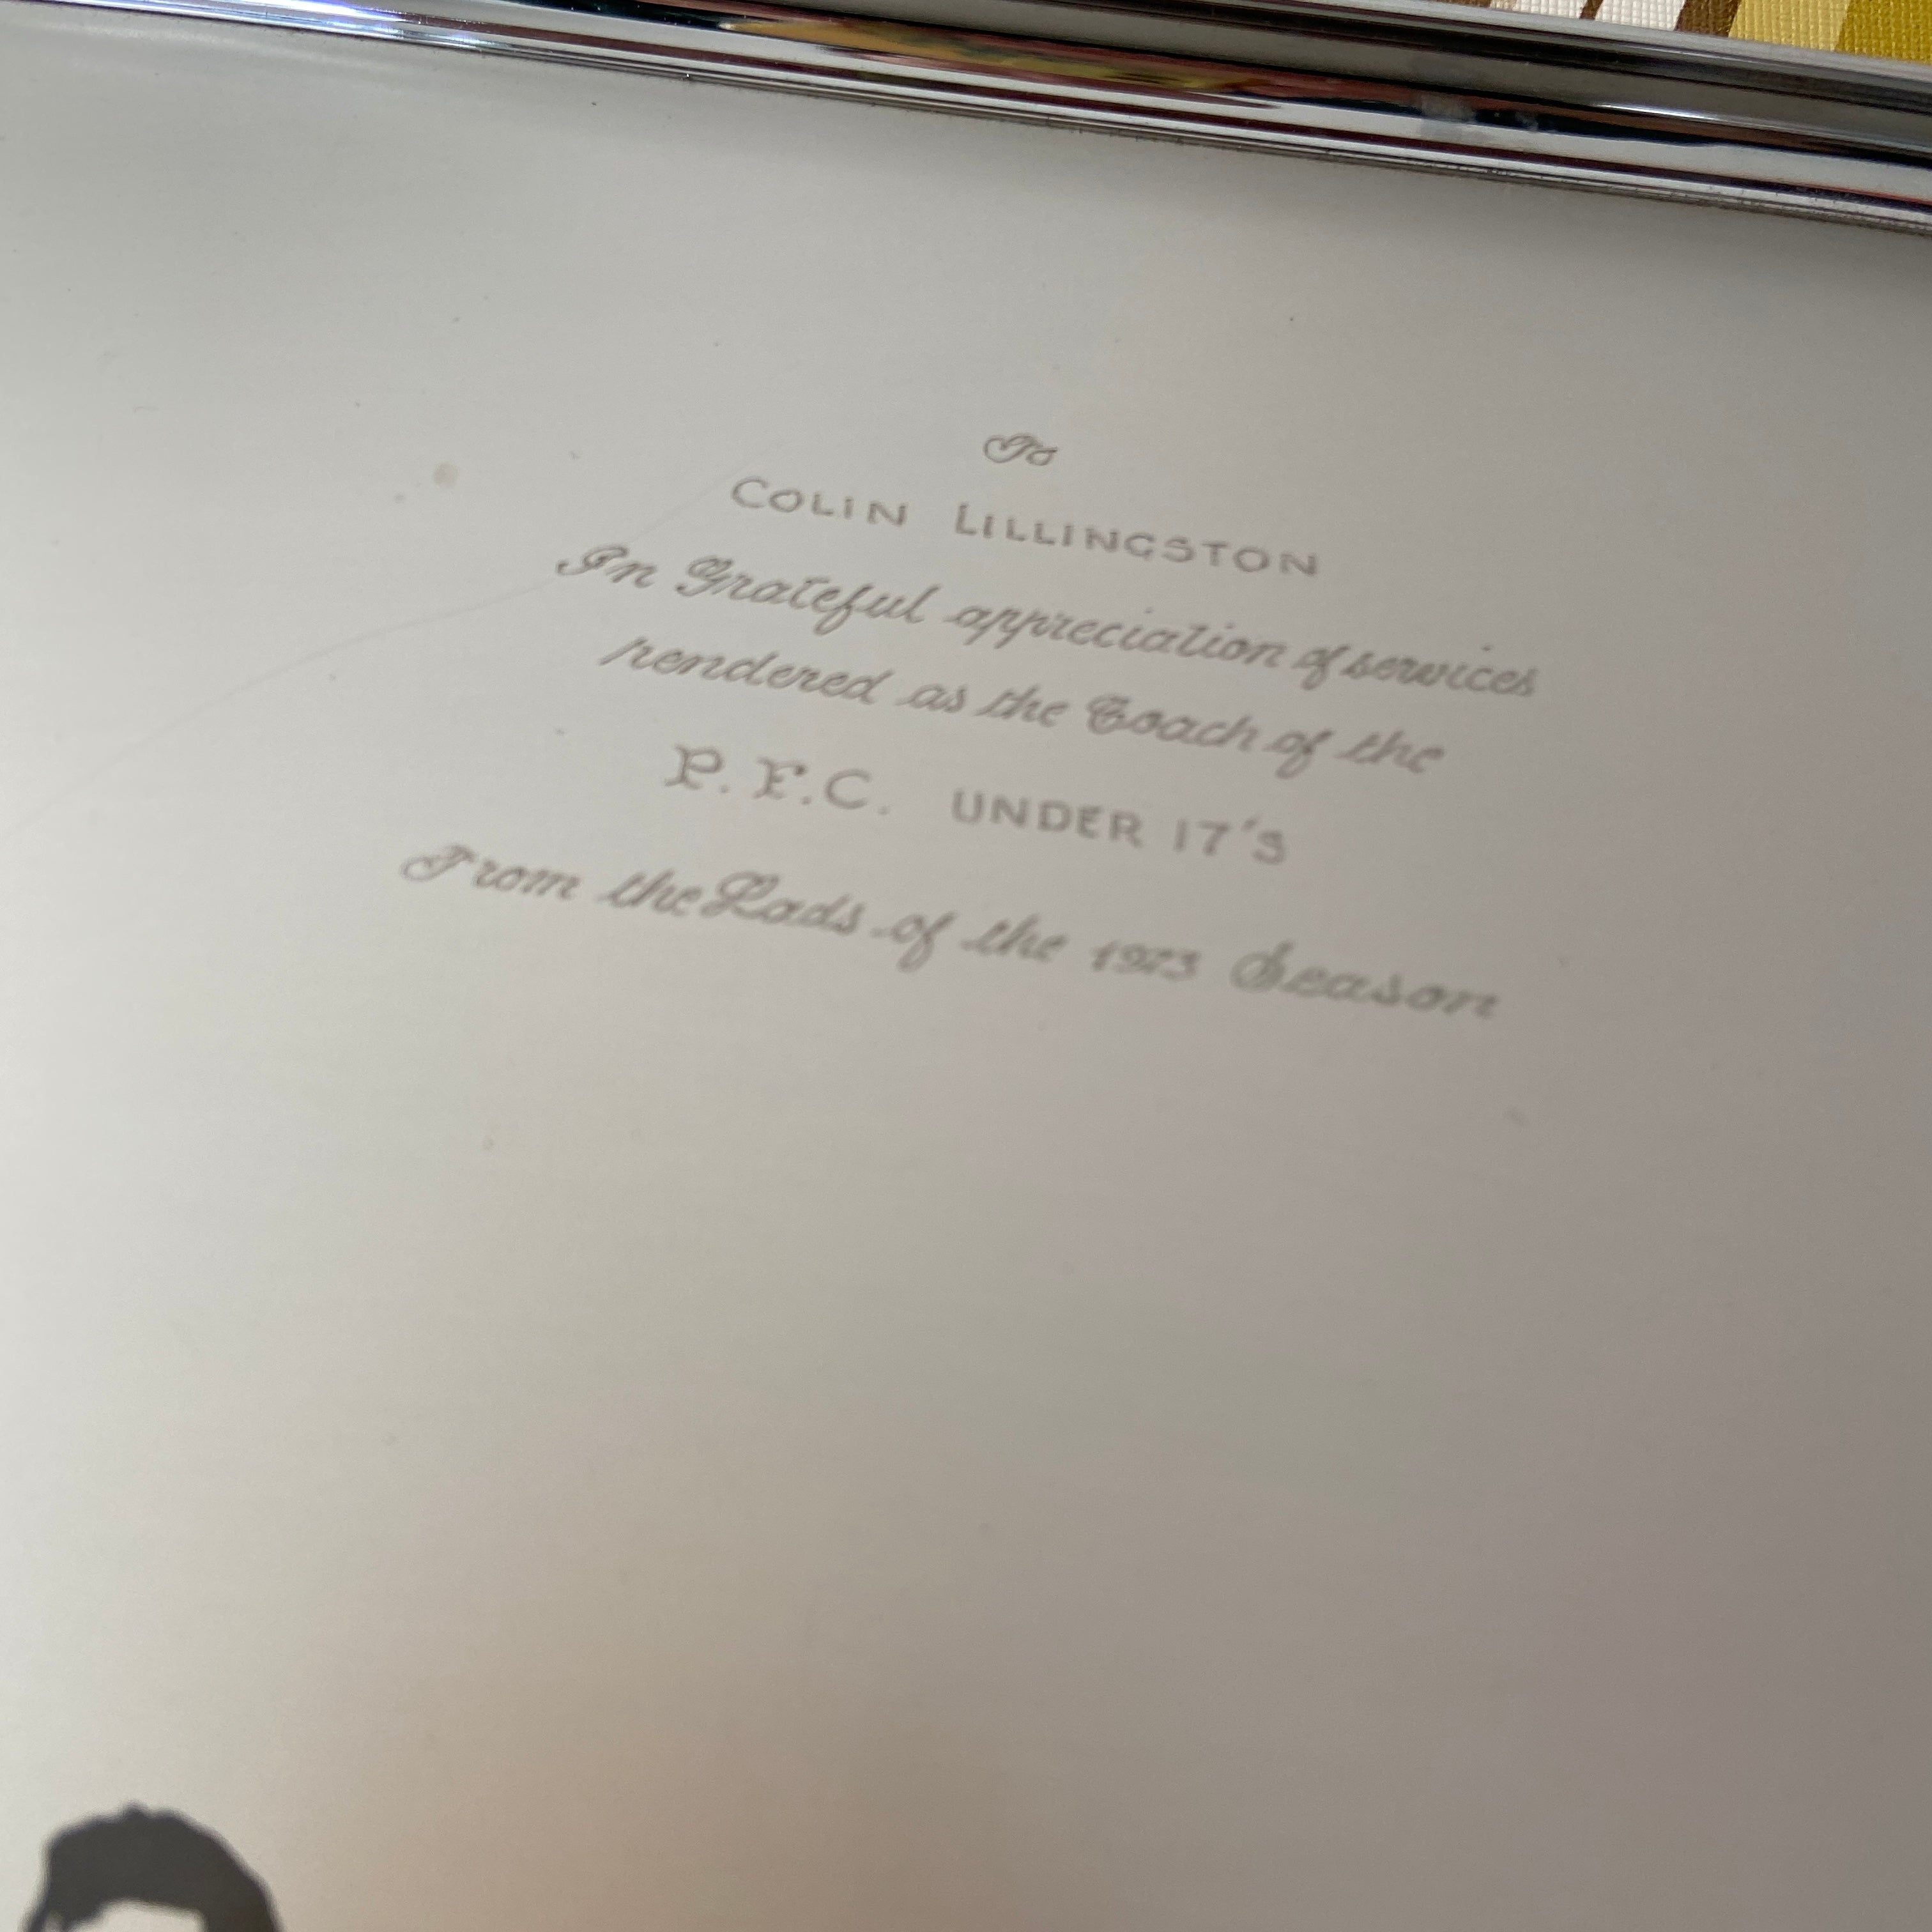 To
COLIN LILLINGSTON
In Grateful appreciation of services
rendered as the Coach of the
P.F.C. UNDER 17'S
From the Lads of the 1973 Season